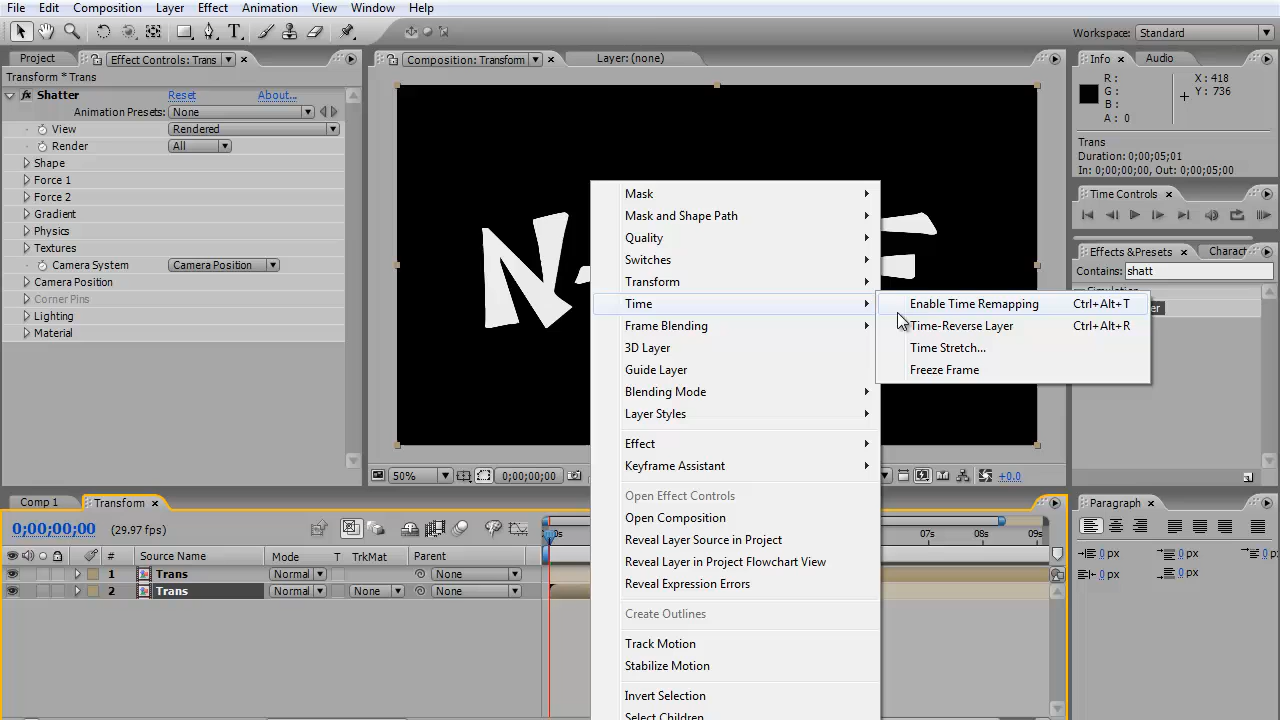 File Edit Composition Layer Effect Animation View Window Help
Workspace: Standard
Project Effect Controls: Trans
Composition: Transform Layer: (none)
Info Audio
Transform * Trans
fx Shatter Reset About...
Animation Presets: None
View Rendered
Render All
Shape
Force 1
Force 2
Gradient
Physics
Textures
Camera System Camera Position
Camera Position
Corner Pins
Lighting
Material
R :
G :
B :
A : 0
X : 418
Y : 736
Trans
Duration: 0;00;05;01
In: 0;00;00;00, Out: 0;00;05;00
Time Controls
Effects & Presets Charact
Contains: shatt
N
Mask
Mask and Shape Path
Quality
Switches
Transform
Time
Frame Blending
3D Layer
Guide Layer
Blending Mode
Layer Styles
Effect
Keyframe Assistant
Open Effect Controls
Open Composition
Reveal Layer Source in Project
Reveal Layer in Project Flowchart View
Reveal Expression Errors
Create Outlines
Track Motion
Stabilize Motion
Invert Selection
Select Children
Enable Time Remapping Ctrl+Alt+T
Time-Reverse Layer Ctrl+Alt+R
Time Stretch...
Freeze Frame
50% 0;00;00;00 +0.0
Comp 1 Transform
0;00;00;00 (29.97 fps)
# Source Name Mode T TrkMat Parent
1 Trans Normal None
2 Trans Normal None None
07s 08s 09s
Paragraph
0 px 0 px 0 px
0 px 0 px